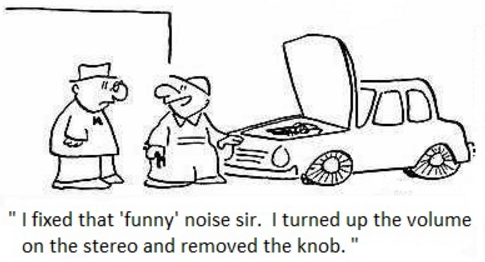 " I fixed that 'funny' noise sir.  I turned up the volume
on the stereo and removed the knob. "